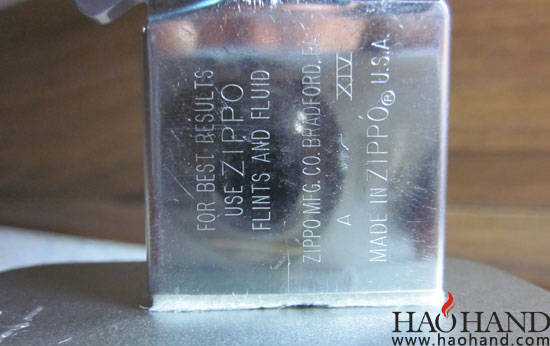 FOR BEST RESULTS
USE ZIPPO
FLINTS AND FLUID
ZIPPO MFG. CO. BRADFORD, PA.
A XIV
MADE IN ZIPPO® U.S.A.
HAOHAND
www.haohand.com